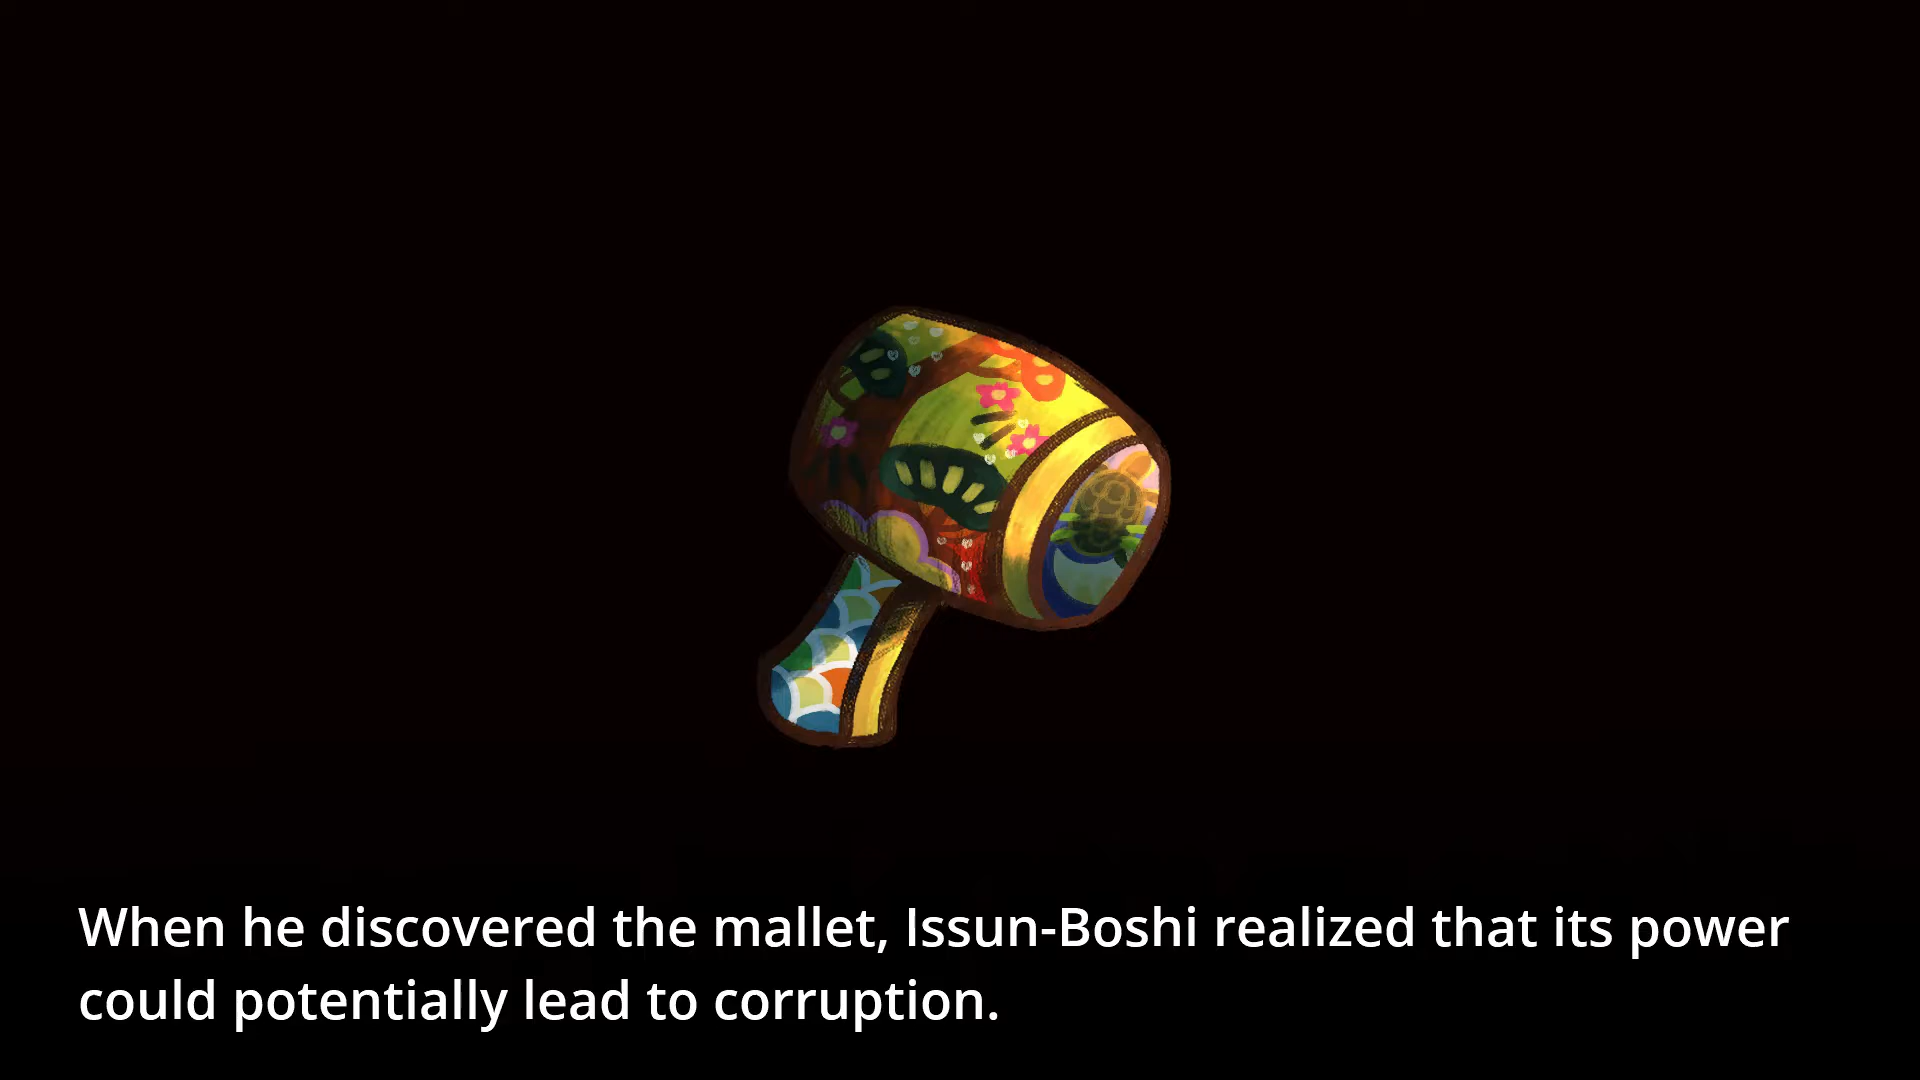 When he discovered the mallet, Issun-Boshi realized that its power
could potentially lead to corruption.